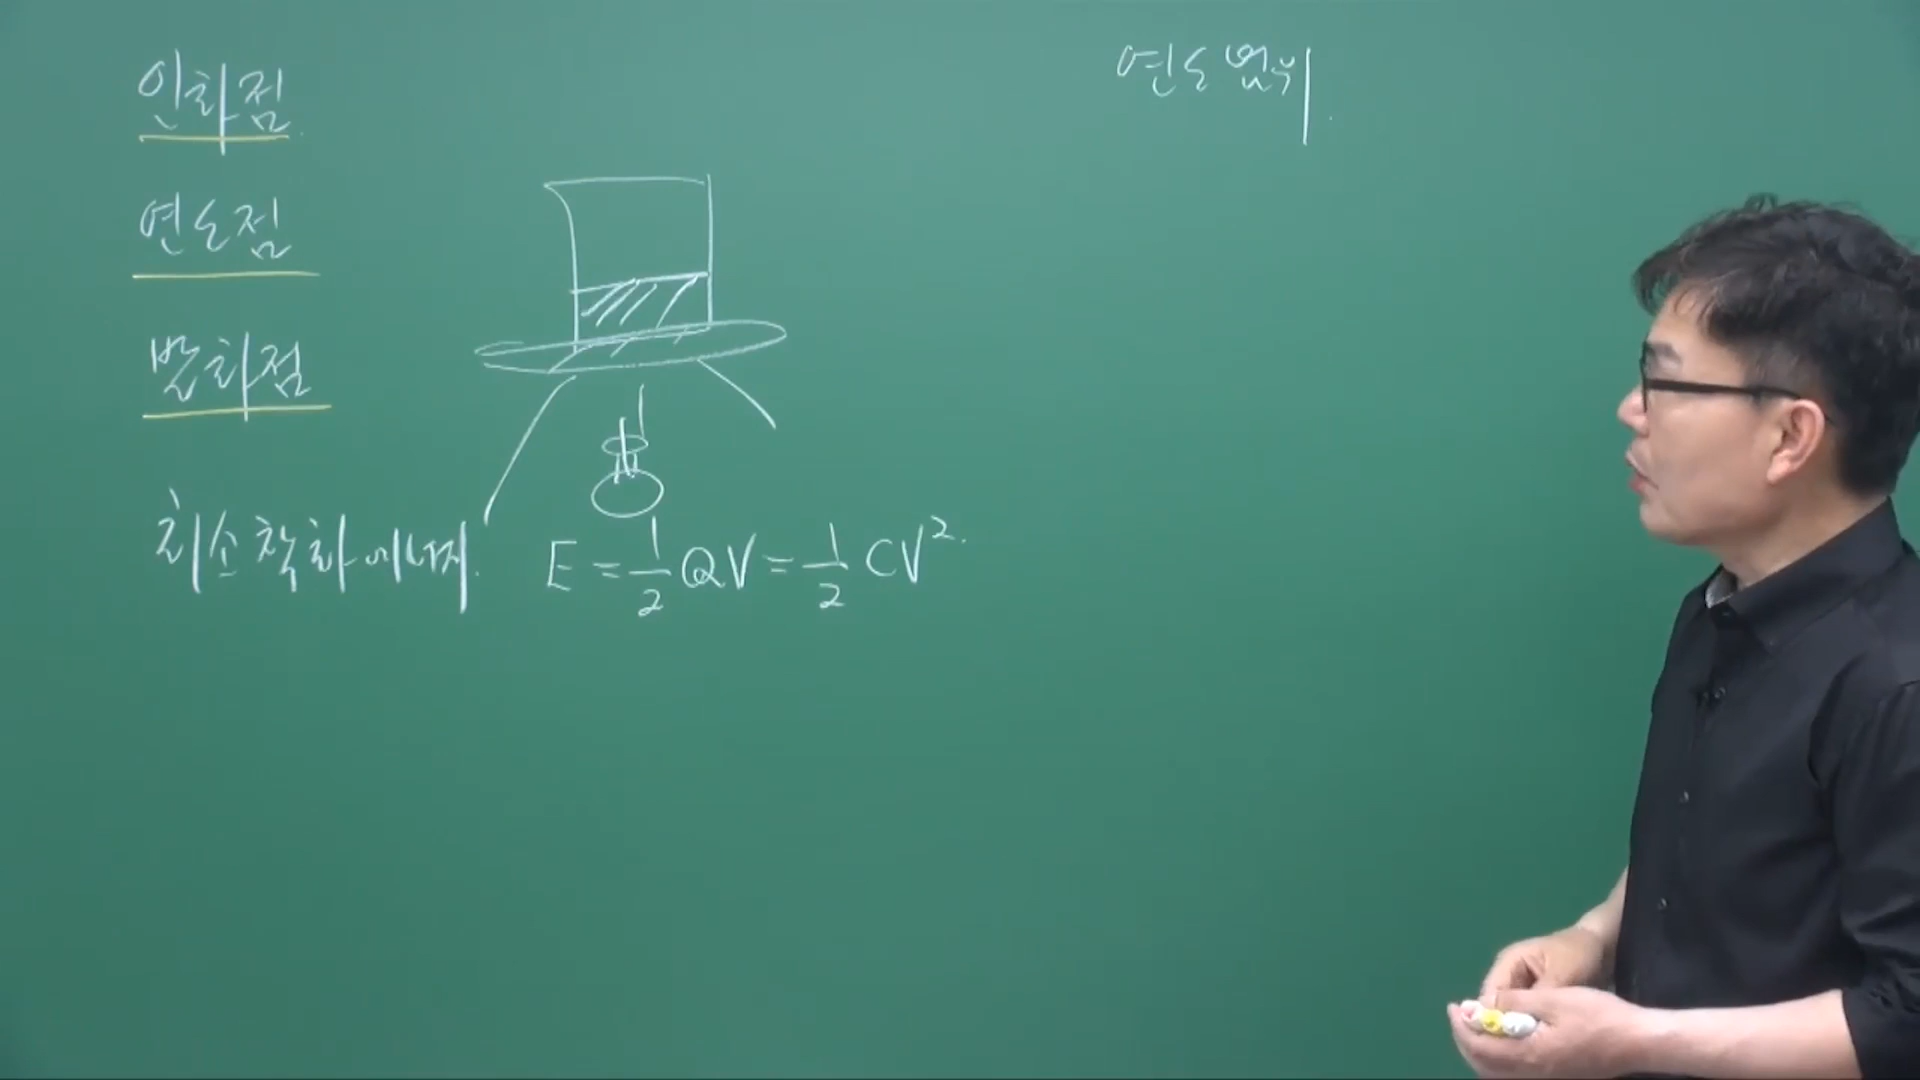 인화점
연소점
발화점
최소 착화 에너지. E = 1/2 QV = 1/2 CV².
연소 범위.